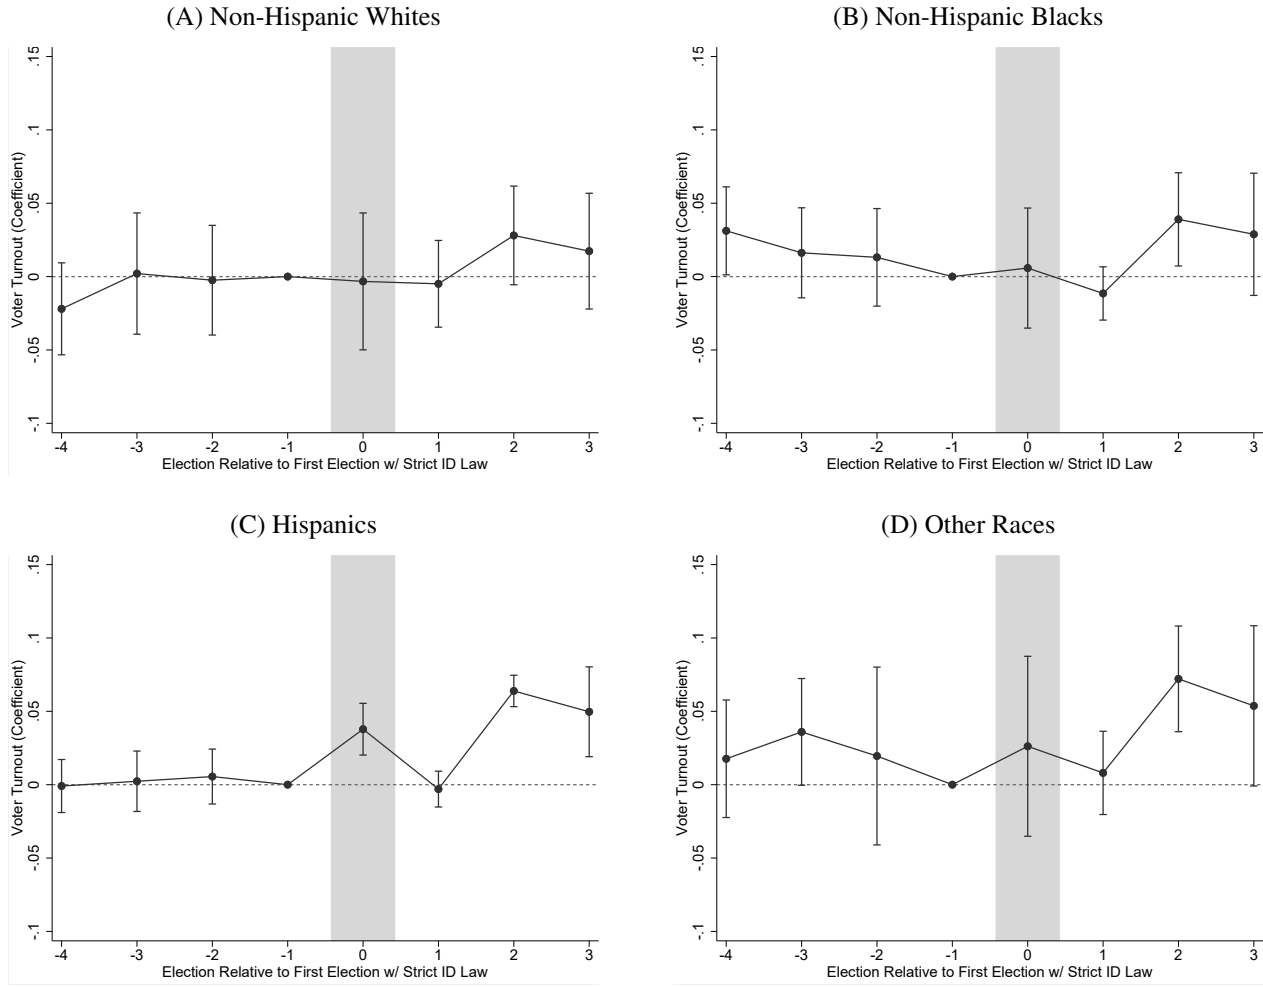 (A) Non-Hispanic Whites
Voter Turnout (Coefficient)
.15
.1
.05
0
-.05
-.1
-4 -3 -2 -1 0 1 2 3
Election Relative to First Election w/ Strict ID Law
(B) Non-Hispanic Blacks
Voter Turnout (Coefficient)
.15
.1
.05
0
-.05
-.1
-4 -3 -2 -1 0 1 2 3
Election Relative to First Election w/ Strict ID Law
(C) Hispanics
Voter Turnout (Coefficient)
.15
.1
.05
0
-.05
-.1
-4 -3 -2 -1 0 1 2 3
Election Relative to First Election w/ Strict ID Law
(D) Other Races
Voter Turnout (Coefficient)
.15
.1
.05
0
-.05
-.1
-4 -3 -2 -1 0 1 2 3
Election Relative to First Election w/ Strict ID Law